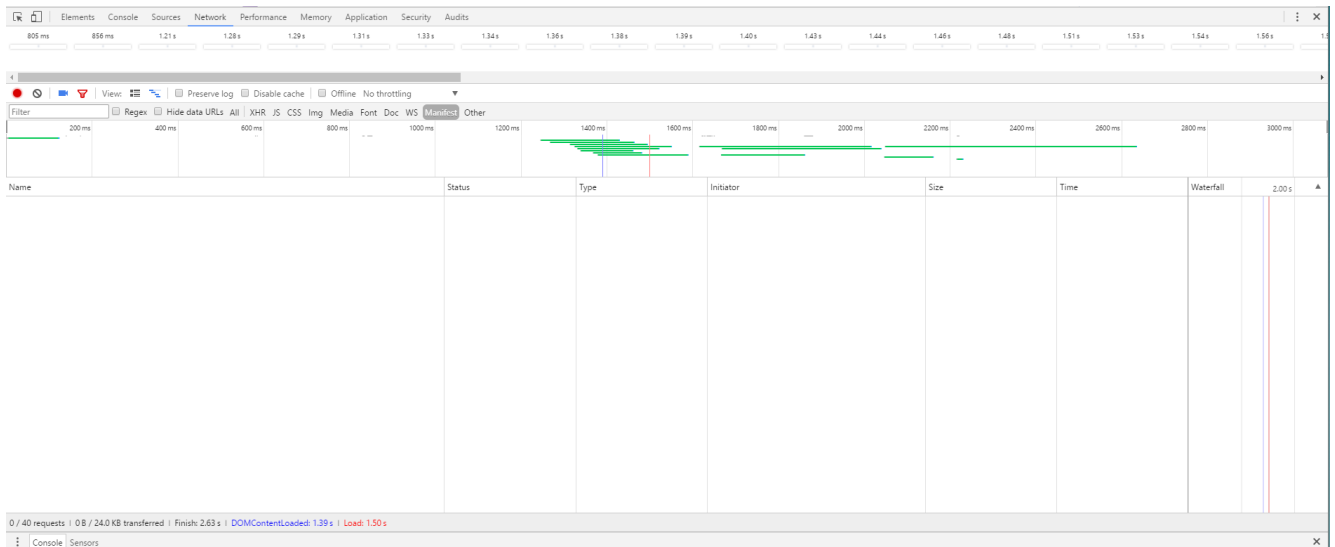 Elements Console Sources Network Performance Memory Application Security Audits
805 ms 856 ms 1.21 s 1.28 s 1.29 s 1.31 s 1.33 s 1.34 s 1.36 s 1.38 s 1.39 s 1.40 s 1.43 s 1.44 s 1.46 s 1.48 s 1.51 s 1.53 s 1.54 s 1.56 s
View: Preserve log Disable cache Offline No throttling
Filter Regex Hide data URLs All XHR JS CSS Img Media Font Doc WS Manifest Other
200 ms 400 ms 600 ms 800 ms 1000 ms 1200 ms 1400 ms 1600 ms 1800 ms 2000 ms 2200 ms 2400 ms 2600 ms 2800 ms 3000 ms
Name Status Type Initiator Size Time Waterfall 2.00 s
0 / 40 requests | 0 B / 24.0 KB transferred | Finish: 2.63 s | DOMContentLoaded: 1.39 s | Load: 1.50 s
Console Sensors